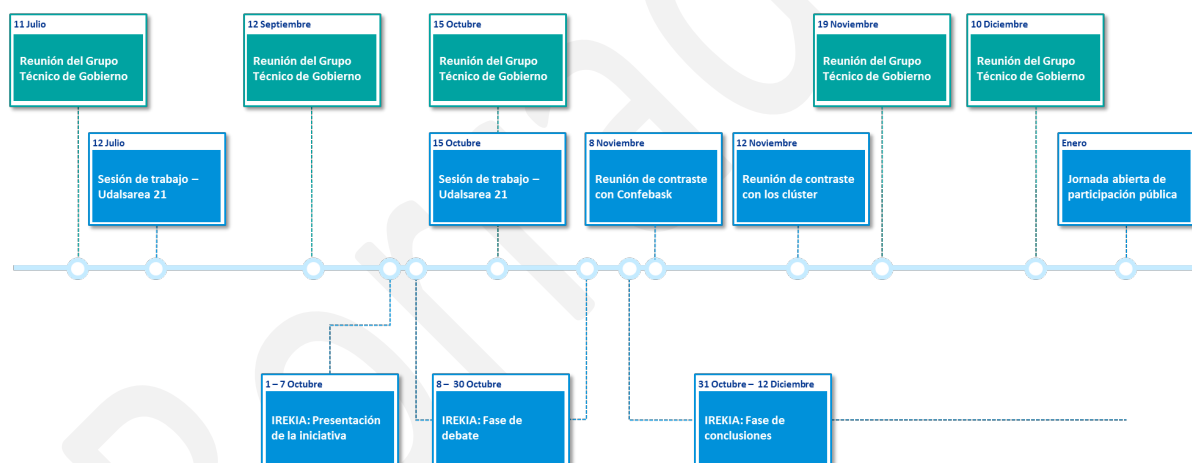 11 Julio
Reunión del Grupo
Técnico de Gobierno
12 Septiembre
Reunión del Grupo
Técnico de Gobierno
15 Octubre
Reunión del Grupo
Técnico de Gobierno
19 Noviembre
Reunión del Grupo
Técnico de Gobierno
10 Diciembre
Reunión del Grupo
Técnico de Gobierno
12 Julio
Sesión de trabajo –
Udalsarea 21
15 Octubre
Sesión de trabajo –
Udalsarea 21
8 Noviembre
Reunión de contraste
con Confebask
12 Noviembre
Reunión de contraste
con los clúster
Enero
Jornada abierta de
participación pública
1 – 7 Octubre
IREKIA: Presentación
de la iniciativa
8 – 30 Octubre
IREKIA: Fase de
debate
31 Octubre – 12 Diciembre
IREKIA: Fase de
conclusiones